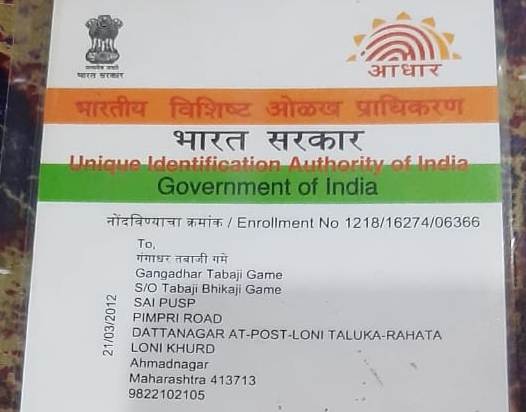 भारत सरकार
आधार
भारतीय विशिष्ट ओळख प्राधिकरण
भारत सरकार
Unique Identification Authority of India
Government of India
नोंदविण्याचा क्रमांक / Enrollment No 1218/16274/06366
To,
गंगाधर तबाजी गमे
Gangadhar Tabaji Game
S/O Tabaji Bhikaji Game
SAI PUSP
PIMPRI ROAD
DATTANAGAR AT-POST-LONI TALUKA-RAHATA
LONI KHURD
Ahmadnagar
Maharashtra 413713
9822102105
21/03/2012